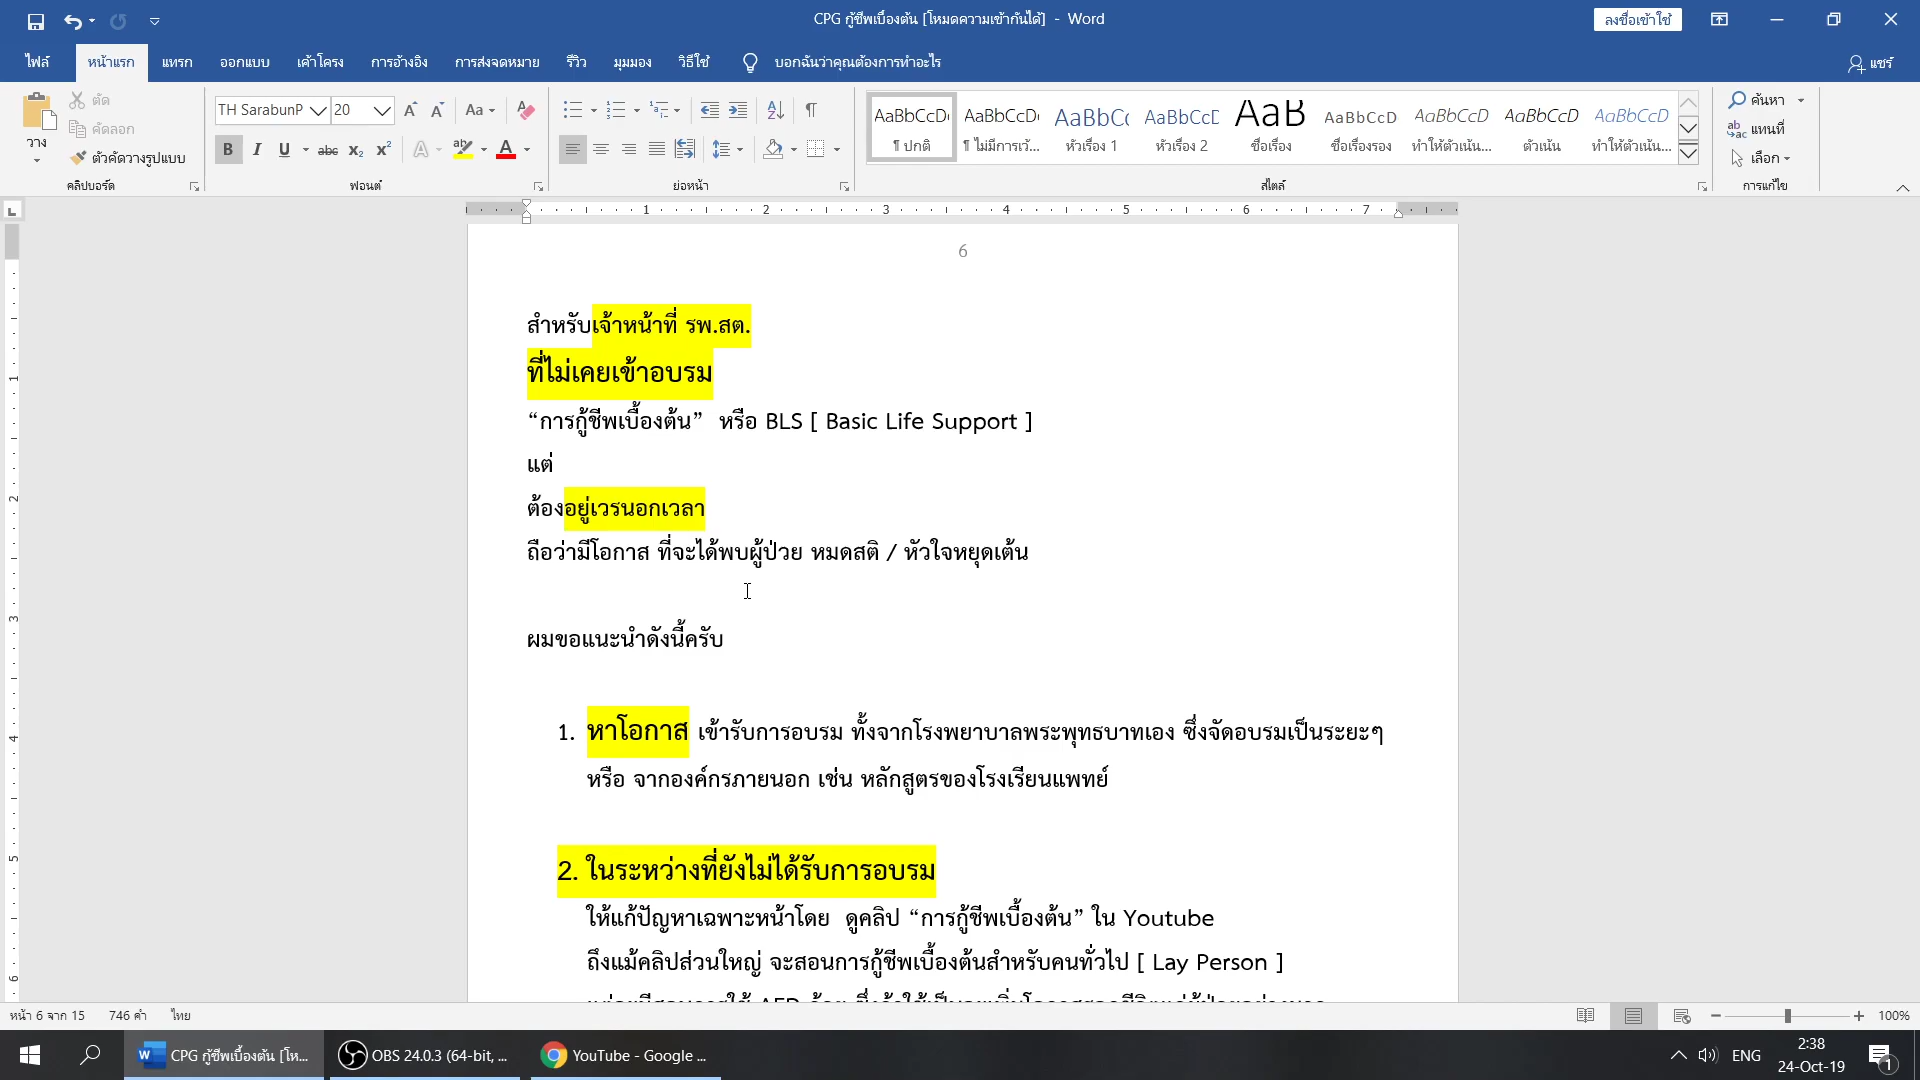 CPG กู้ชีพเบื้องต้น [โหมดความเข้ากันได้] - Word
ลงชื่อเข้าใช้
ไฟล์ หน้าแรก แทรก ออกแบบ เค้าโครง การอ้างอิง การส่งจดหมาย รีวิว มุมมอง วิธีใช้ บอกฉันว่าคุณต้องการทำอะไร แชร์
วาง
ตัด
คัดลอก
ตัวคัดวางรูปแบบ
คลิปบอร์ด
TH SarabunP 20
ฟอนต์
ย่อหน้า
AaBbCcDı AaBbCcDı AaBbCc AaBbCcE AaB AaBbCcD AaBbCcD AaBbCcD AaBbCcD
¶ ปกติ ¶ ไม่มีการเว้... หัวเรื่อง 1 หัวเรื่อง 2 ชื่อเรื่อง ชื่อเรื่องรอง ทำให้ตัวเน้น... ตัวเน้น ทำให้ตัวเน้น...
สไตล์
ค้นหา
แทนที่
เลือก
การแก้ไข
1 2 3 4 5 6 7
6
สำหรับเจ้าหน้าที่ รพ.สต.
ที่ไม่เคยเข้าอบรม
“การกู้ชีพเบื้องต้น” หรือ BLS [ Basic Life Support ]
แต่
ต้องอยู่เวรนอกเวลา
ถือว่ามีโอกาส ที่จะได้พบผู้ป่วย หมดสติ / หัวใจหยุดเต้น
ผมขอแนะนำดังนี้ครับ
1. หาโอกาส เข้ารับการอบรม ทั้งจากโรงพยาบาลพระพุทธบาทเอง ซึ่งจัดอบรมเป็นระยะๆ
หรือ จากองค์กรภายนอก เช่น หลักสูตรของโรงเรียนแพทย์
2. ในระหว่างที่ยังไม่ได้รับการอบรม
ให้แก้ปัญหาเฉพาะหน้าโดย ดูคลิป “การกู้ชีพเบื้องต้น” ใน Youtube
ถึงแม้คลิปส่วนใหญ่ จะสอนการกู้ชีพเบื้องต้นสำหรับคนทั่วไป [ Lay Person ]
หน้า 6 จาก 15 746 คำ ไทย 100%
CPG กู้ชีพเบื้องต้น [โห... OBS 24.0.3 (64-bit, ... YouTube - Google ... ENG
2:38
24-Oct-19
1